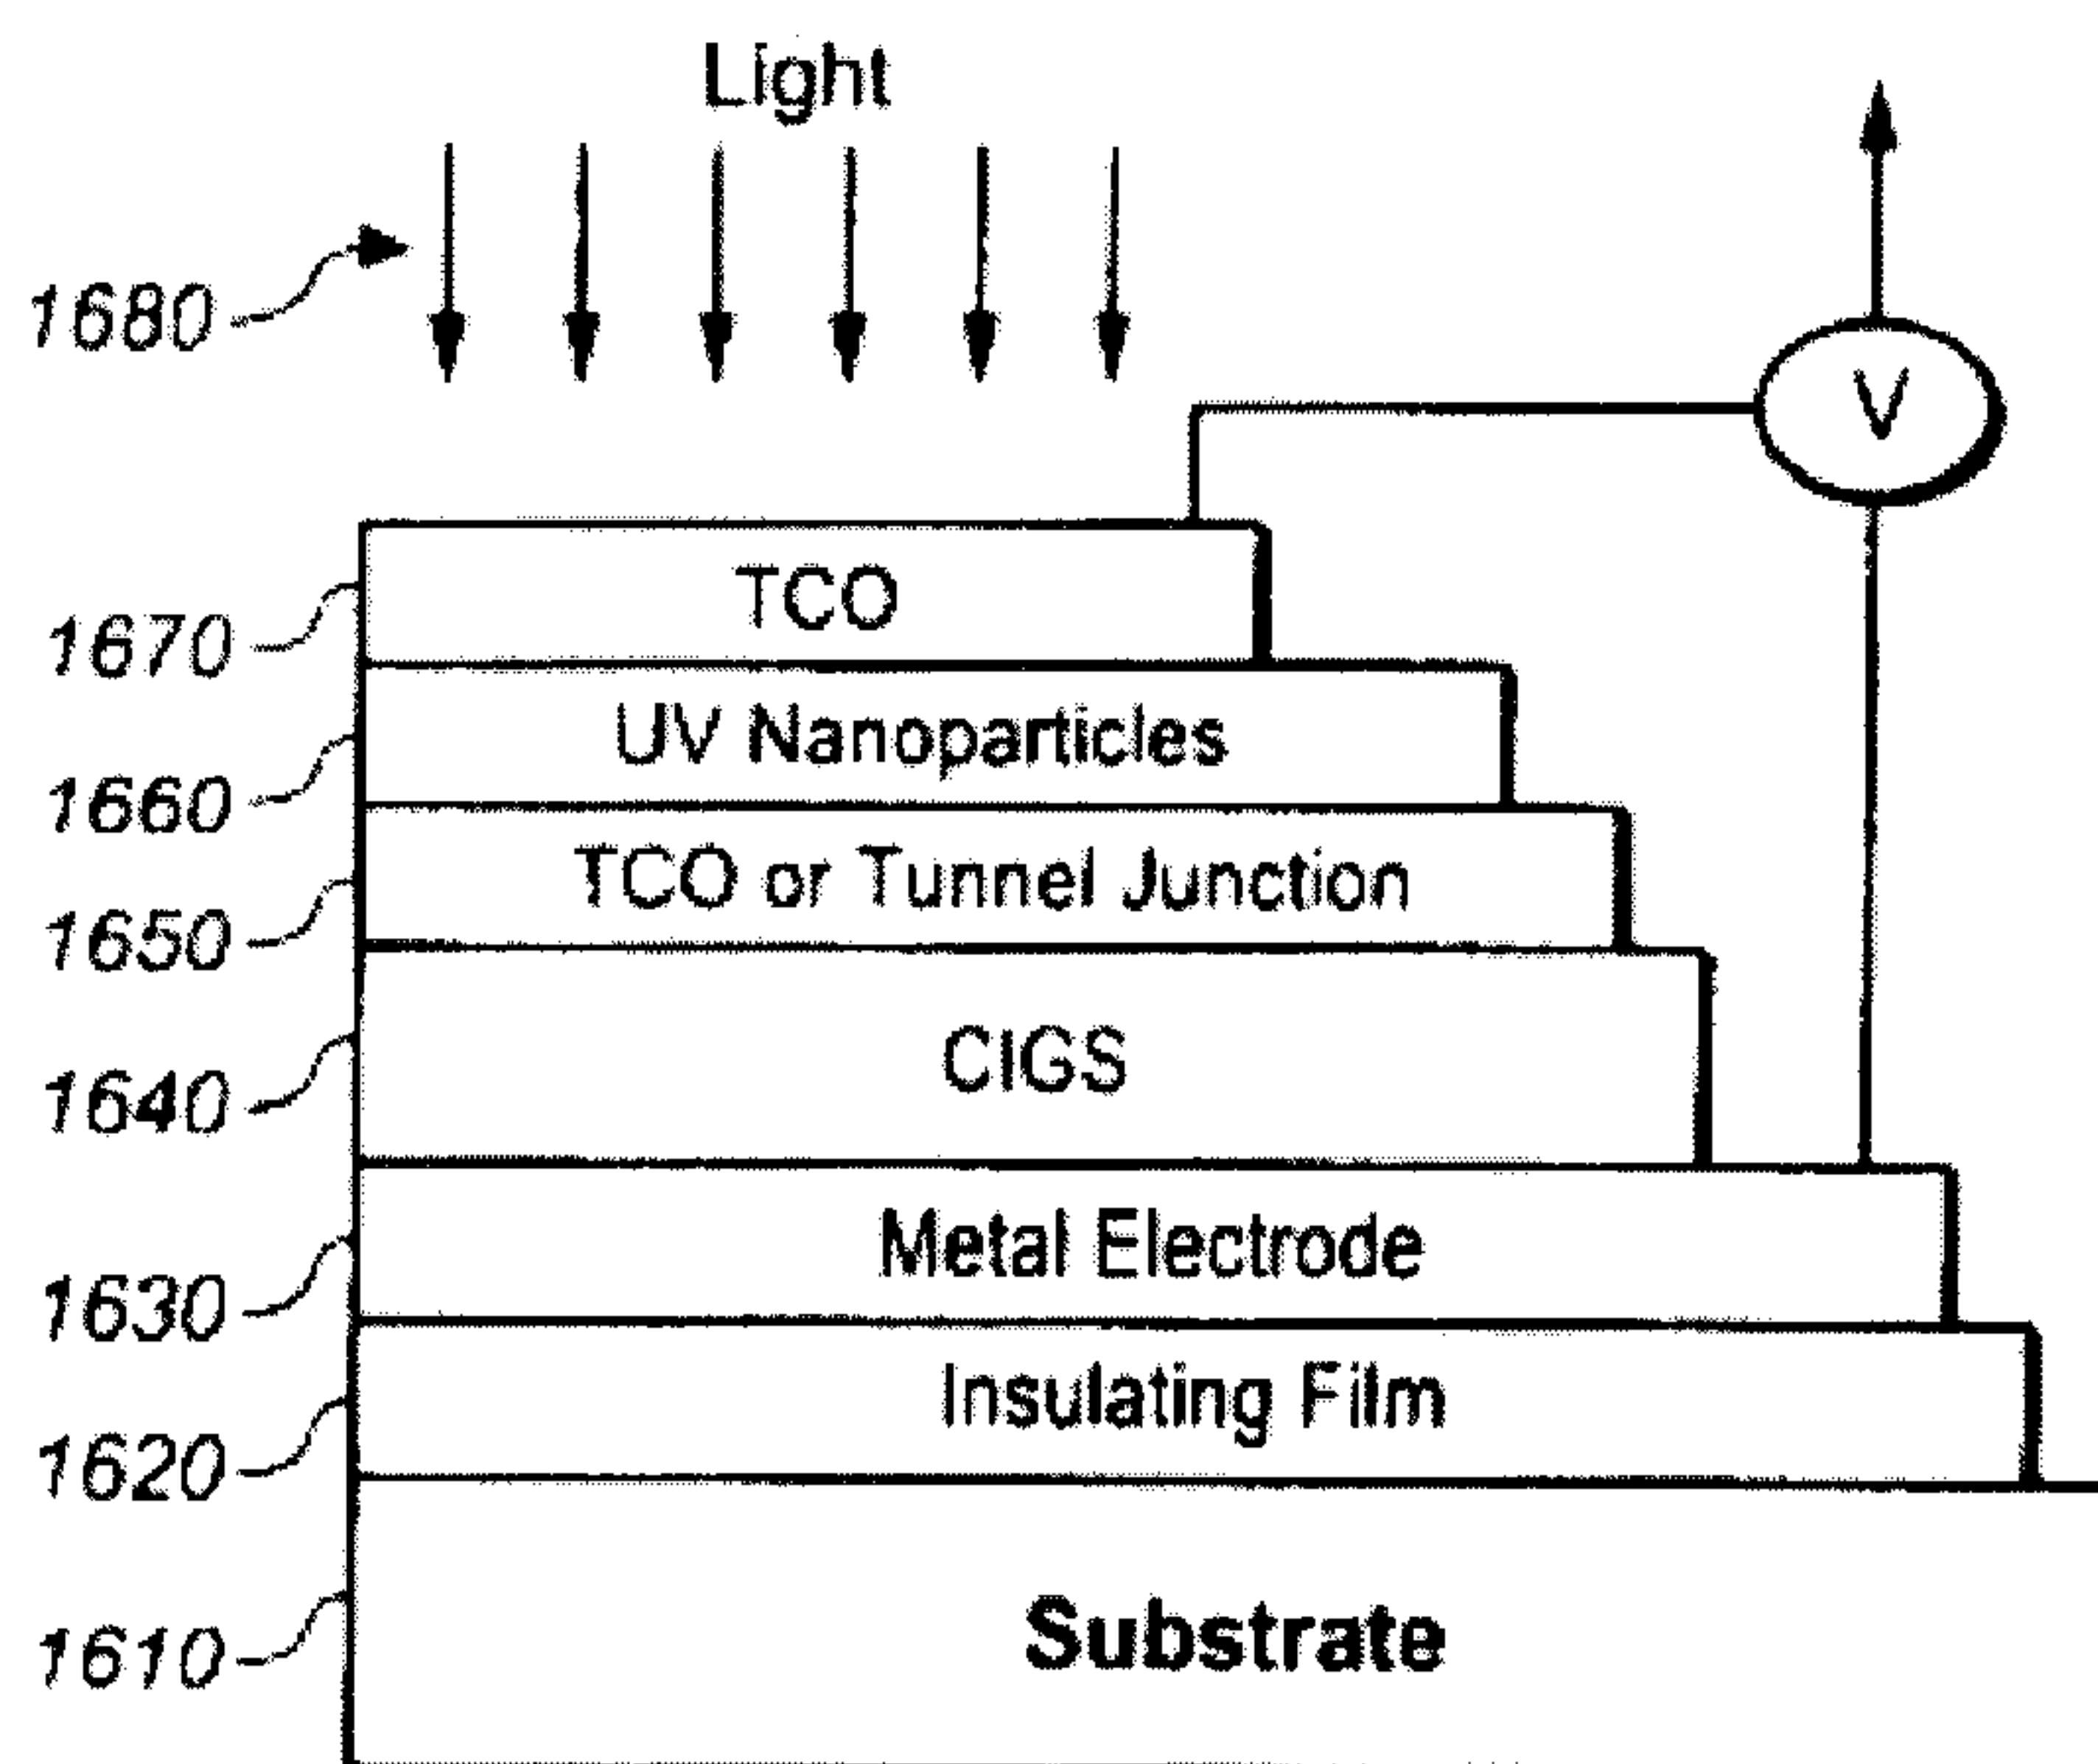 Light
1680
V
TCO
1670
UV Nanoparticles
1660
TCO or Tunnel Junction
1650
CIGS
1640
Metal Electrode
1630
Insulating Film
1620
Substrate
1610